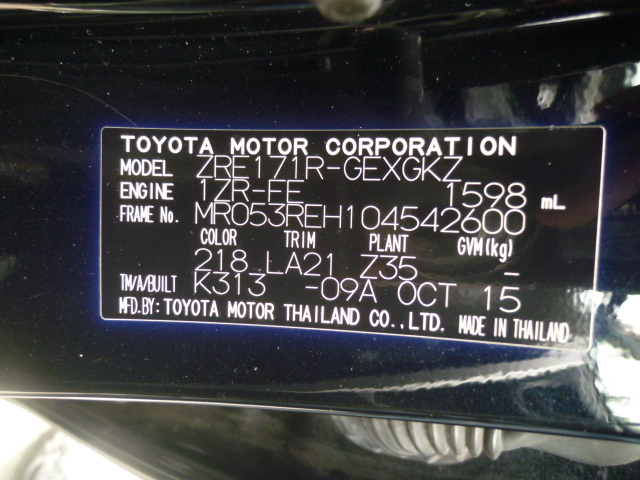 TOYOTA MOTOR CORPORATION
MODEL ZRE171R-GEXGKZ
ENGINE 1ZR-FE 1598 mL
FRAME No. MR053REH104542600
COLOR TRIM PLANT GVM(kg)
218 LA21 Z35 -
TM/A/BUILT K313 -09A OCT 15
MFD.BY: TOYOTA MOTOR THAILAND CO.,LTD. MADE IN THAILAND